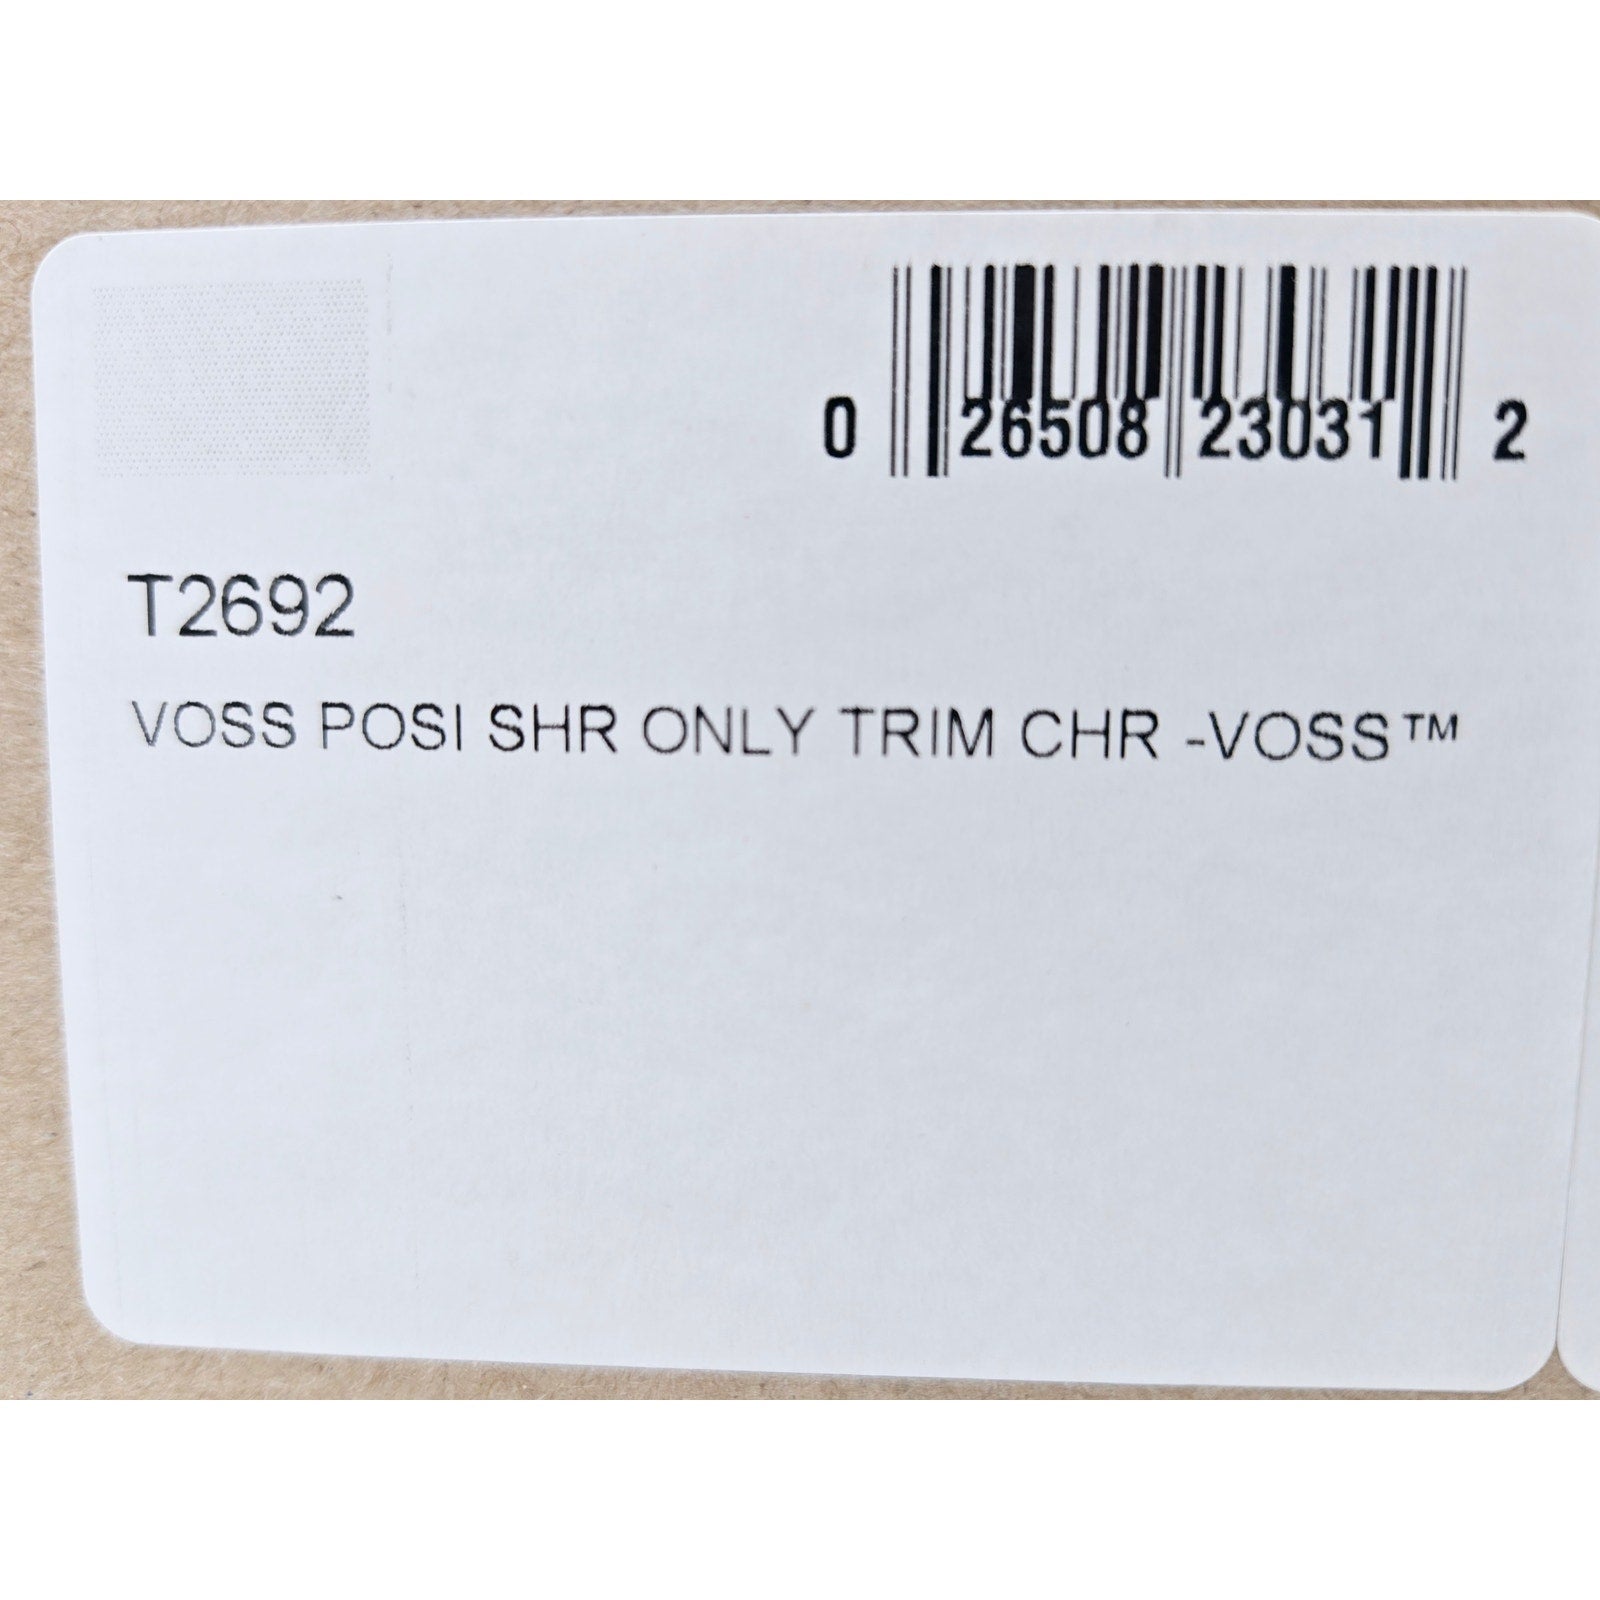 0 26508 23031 2
T2692
VOSS POSI SHR ONLY TRIM CHR -VOSS™